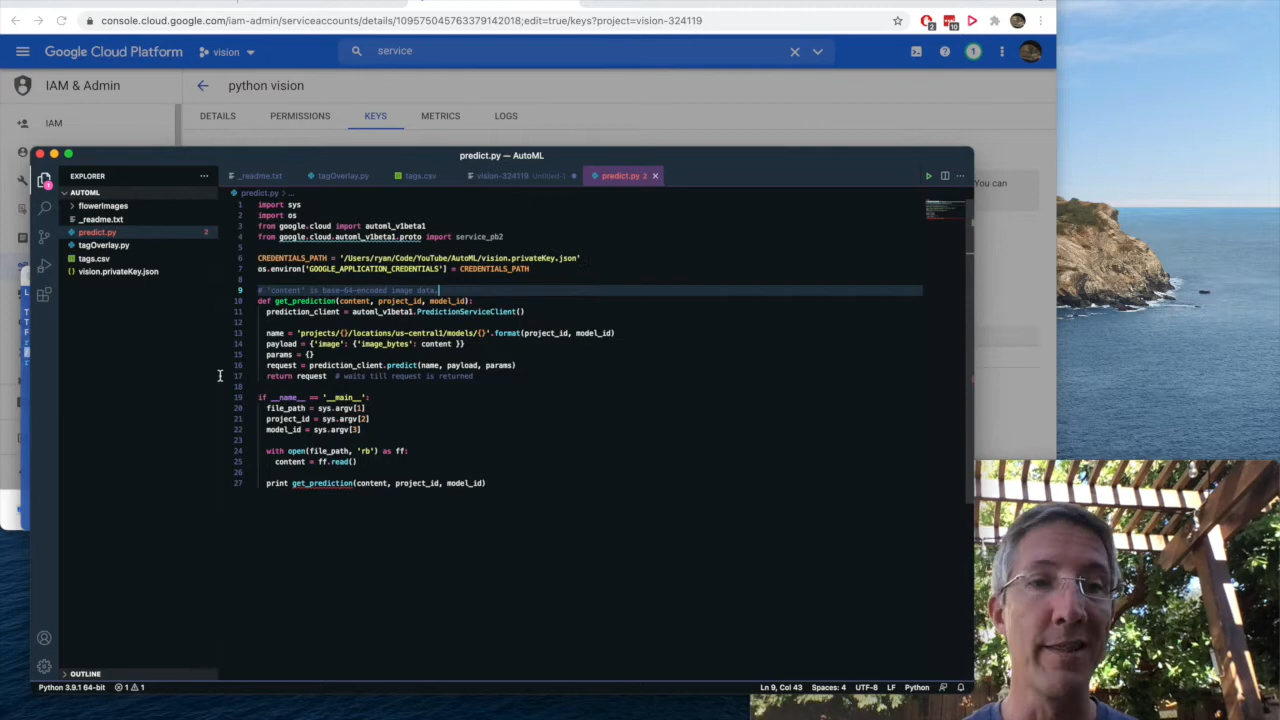 console.cloud.google.com/iam-admin/serviceaccounts/details/109575045763379142018;edit=true/keys?project=vision-324119
2
10
Google Cloud Platform
vision
service
1
IAM & Admin
python vision
IAM
DETAILS
PERMISSIONS
KEYS
METRICS
LOGS
You can
predict.py — AutoML
EXPLORER
AUTOML
flowerImages
_readme.txt
predict.py
2
tagOverlay.py
tags.csv
vision.privateKey.json
OUTLINE
_readme.txt
tagOverlay.py
tags.csv
vision-324119 Untitled-1
predict.py 2
predict.py > ...
1 import sys
2 import os
3 from google.cloud import automl_v1beta1
4 from google.cloud.automl_v1beta1.proto import service_pb2
5
6 CREDENTIALS_PATH = '/Users/ryan/Code/YouTube/AutoML/vision.privateKey.json'
7 os.environ['GOOGLE_APPLICATION_CREDENTIALS'] = CREDENTIALS_PATH
8
9 # 'content' is base-64-encoded image data.
10 def get_prediction(content, project_id, model_id):
11 prediction_client = automl_v1beta1.PredictionServiceClient()
12
13 name = 'projects/{}/locations/us-central1/models/{}'.format(project_id, model_id)
14 payload = {'image': {'image_bytes': content }}
15 params = {}
16 request = prediction_client.predict(name, payload, params)
17 return request # waits till request is returned
18
19 if __name__ == '__main__':
20 file_path = sys.argv[1]
21 project_id = sys.argv[2]
22 model_id = sys.argv[3]
23
24 with open(file_path, 'rb') as ff:
25 content = ff.read()
26
27 print get_prediction(content, project_id, model_id)
Python 3.9.1 64-bit
1
1
Ln 9, Col 43
Spaces: 4
UTF-8
LF
Python